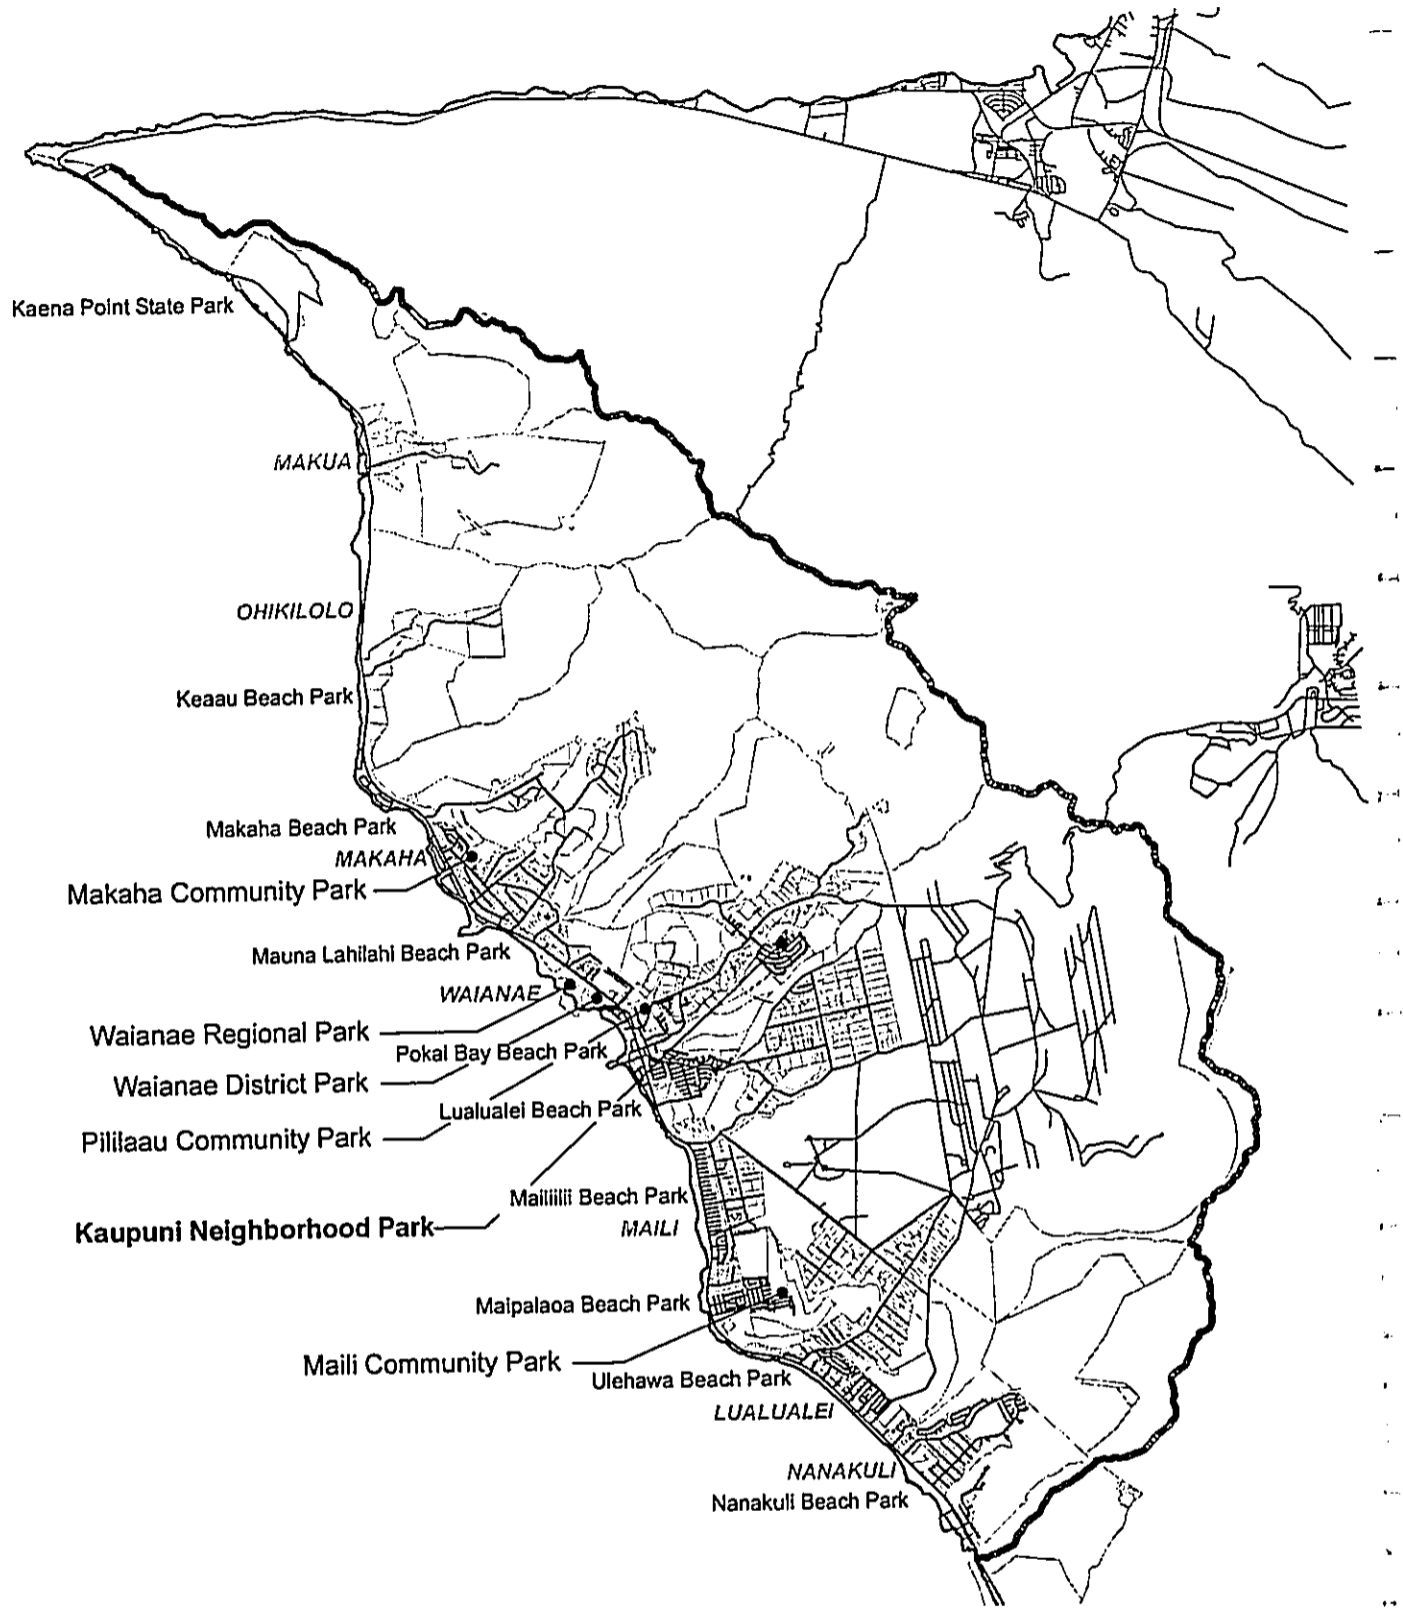 Kaena Point State Park
MAKUA
OHIKILOLO
Keaau Beach Park
Makaha Beach Park
MAKAHA
Makaha Community Park
Mauna Lahilahi Beach Park
WAIANAE
Waianae Regional Park
Pokai Bay Beach Park
Waianae District Park
Lualualei Beach Park
Pililaau Community Park
Mailiilii Beach Park
Kaupuni Neighborhood Park
MAILI
Maipalaoa Beach Park
Maili Community Park
Ulehawa Beach Park
LUALUALEI
NANAKULI
Nanakuli Beach Park